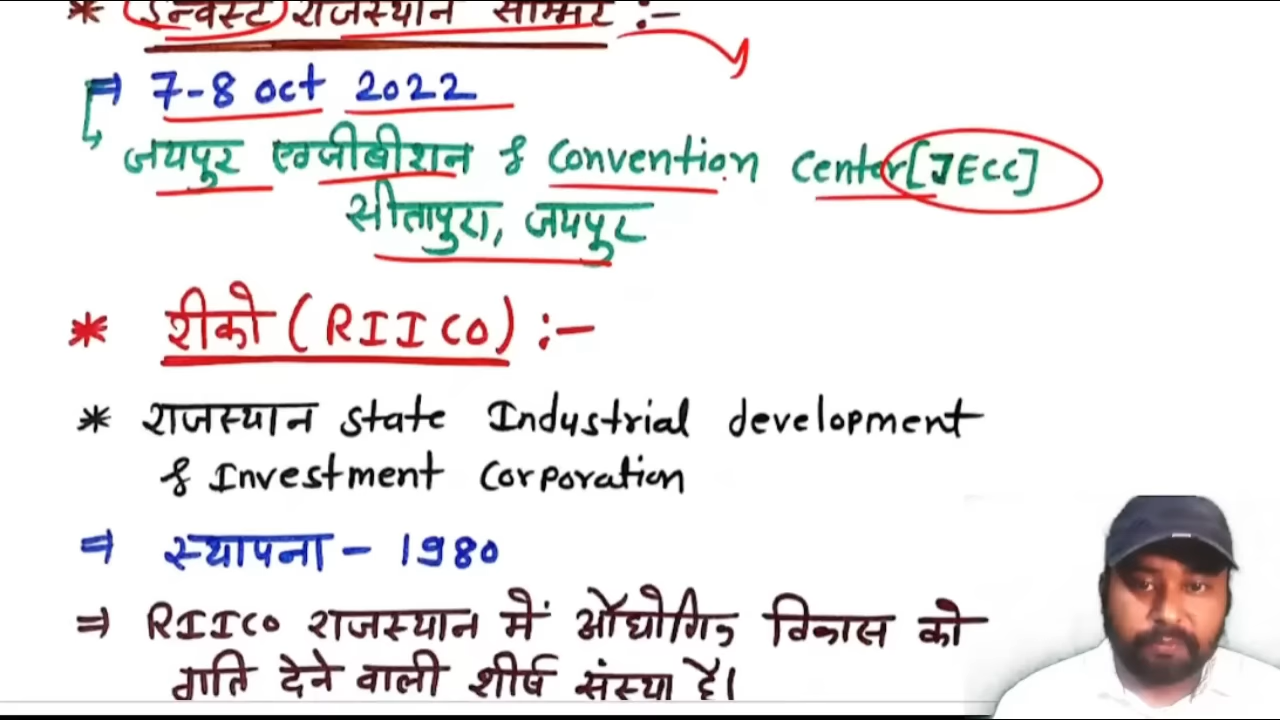 * इन्वेस्ट राजस्थान सम्मिट :-
⇒ 7-8 oct 2022
जयपुर एग्जीबीशन & Convention Center [JECC]
सीतापुरा, जयपुर
* रीको (RIICO) :-
* राजस्थान State Industrial development
& Investment Corporation
⇒ स्थापना - 1980
⇒ RIICO राजस्थान में औद्योगिक विकास को
गति देने वाली शीर्ष संस्था है।